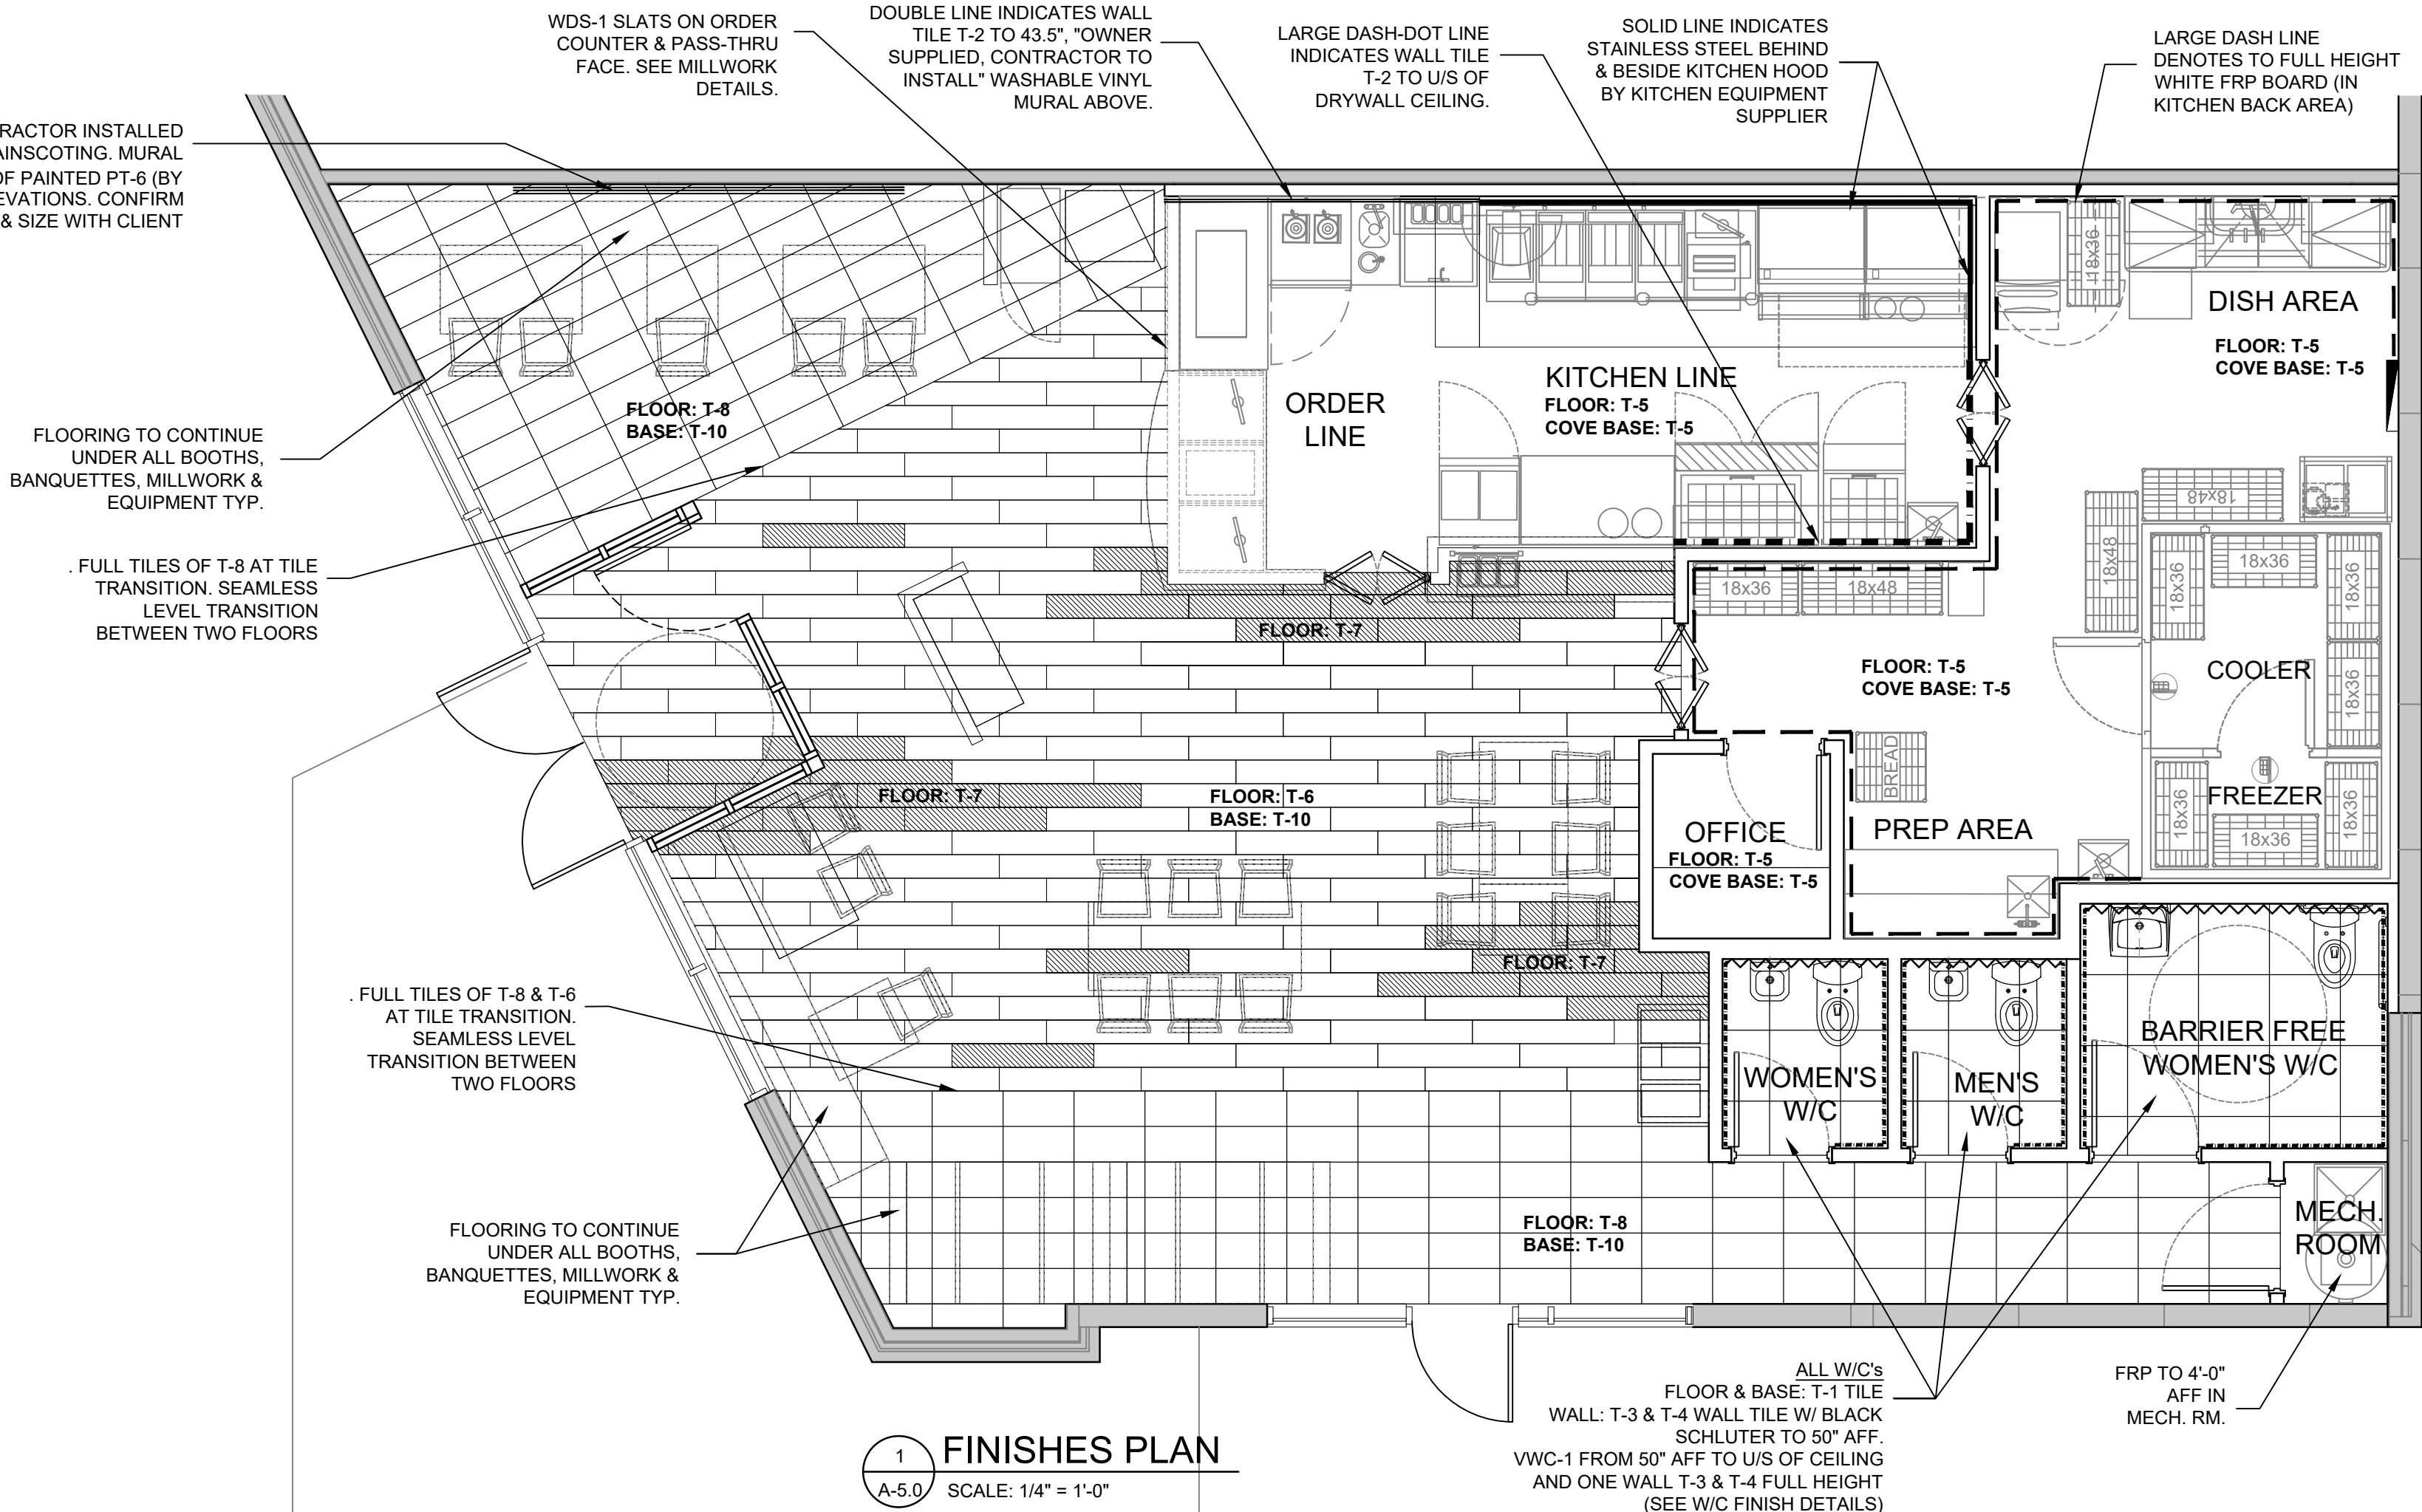 WDS-1 SLATS ON ORDER
COUNTER & PASS-THRU
FACE. SEE MILLWORK
DETAILS.
DOUBLE LINE INDICATES WALL
TILE T-2 TO 43.5", "OWNER
SUPPLIED, CONTRACTOR TO
INSTALL" WASHABLE VINYL
MURAL ABOVE.
LARGE DASH-DOT LINE
INDICATES WALL TILE
T-2 TO U/S OF
DRYWALL CEILING.
SOLID LINE INDICATES
STAINLESS STEEL BEHIND
& BESIDE KITCHEN HOOD
BY KITCHEN EQUIPMENT
SUPPLIER
LARGE DASH LINE
DENOTES TO FULL HEIGHT
WHITE FRP BOARD (IN
KITCHEN BACK AREA)
RACTOR INSTALLED
AINSCOTING. MURAL
OF PAINTED PT-6 (BY
EVATIONS. CONFIRM
& SIZE WITH CLIENT
FLOORING TO CONTINUE
UNDER ALL BOOTHS,
BANQUETTES, MILLWORK &
EQUIPMENT TYP.
. FULL TILES OF T-8 AT TILE
TRANSITION. SEAMLESS
LEVEL TRANSITION
BETWEEN TWO FLOORS
FLOOR: T-8
BASE: T-10
ORDER
LINE
KITCHEN LINE
FLOOR: T-5
COVE BASE: T-5
18x36
DISH AREA
FLOOR: T-5
COVE BASE: T-5
18x48
18x48
18x36
18x36
18x36
18x36
18x48
FLOOR: T-7
FLOOR: T-5
COVE BASE: T-5
COOLER
18x36
FLOOR: T-7
FLOOR: T-6
BASE: T-10
BREAD
FREEZER
18x36
18x36
18x36
OFFICE
FLOOR: T-5
COVE BASE: T-5
PREP AREA
FLOOR: T-7
. FULL TILES OF T-8 & T-6
AT TILE TRANSITION.
SEAMLESS LEVEL
TRANSITION BETWEEN
TWO FLOORS
WOMEN'S
W/C
MEN'S
W/C
BARRIER FREE
WOMEN'S W/C
FLOORING TO CONTINUE
UNDER ALL BOOTHS,
BANQUETTES, MILLWORK &
EQUIPMENT TYP.
FLOOR: T-8
BASE: T-10
MECH.
ROOM
ALL W/C's
FLOOR & BASE: T-1 TILE
WALL: T-3 & T-4 WALL TILE W/ BLACK
SCHLUTER TO 50" AFF.
VWC-1 FROM 50" AFF TO U/S OF CEILING
AND ONE WALL T-3 & T-4 FULL HEIGHT
(SEE W/C FINISH DETAILS)
FRP TO 4'-0"
AFF IN
MECH. RM.
1
A-5.0
FINISHES PLAN
SCALE: 1/4" = 1'-0"